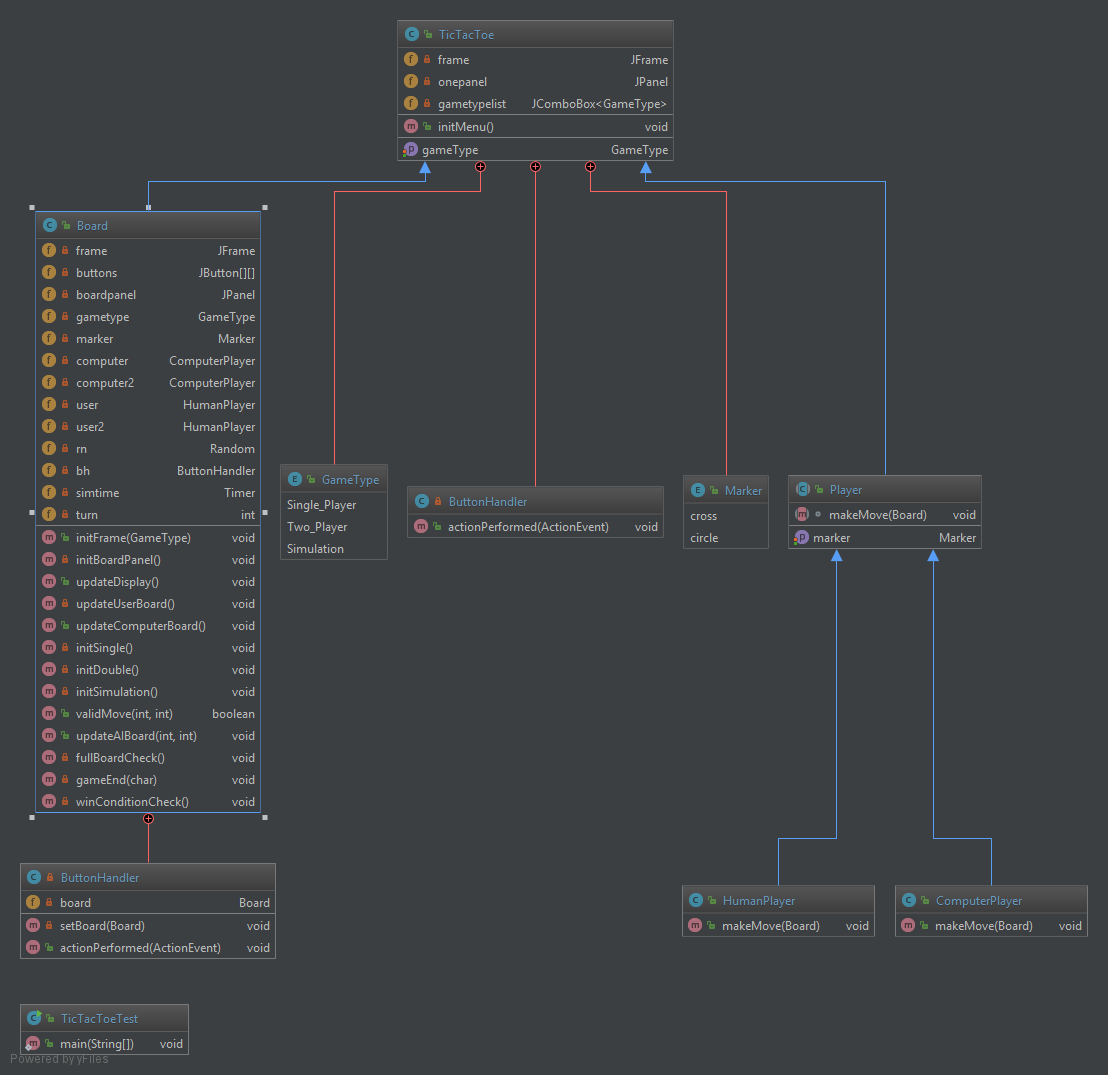 TicTacToe
frame JFrame
onepanel JPanel
gametypelist JComboBox<GameType>
initMenu() void
gameType GameType
Board
frame JFrame
buttons JButton[][]
boardpanel JPanel
gametype GameType
marker Marker
computer ComputerPlayer
computer2 ComputerPlayer
user HumanPlayer
user2 HumanPlayer
rn Random
bh ButtonHandler
simtime Timer
turn int
initFrame(GameType) void
initBoardPanel() void
updateDisplay() void
updateUserBoard() void
updateComputerBoard() void
initSingle() void
initDouble() void
initSimulation() void
validMove(int, int) boolean
updateAIBoard(int, int) void
fullBoardCheck() void
gameEnd(char) void
winConditionCheck() void
GameType
Single_Player
Two_Player
Simulation
ButtonHandler
actionPerformed(ActionEvent) void
Marker
cross
circle
Player
makeMove(Board) void
marker Marker
ButtonHandler
board Board
setBoard(Board) void
actionPerformed(ActionEvent) void
HumanPlayer
makeMove(Board) void
ComputerPlayer
makeMove(Board) void
TicTacToeTest
main(String[]) void
Powered by yFiles